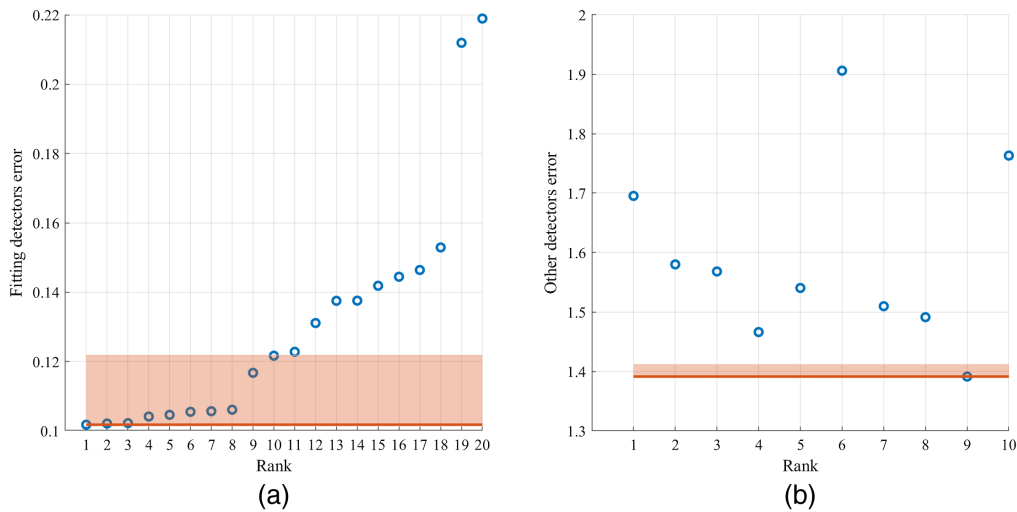 Fitting detectors error
0.22
0.2
0.18
0.16
0.14
0.12
0.1
1 2 3 4 5 6 7 8 9 10 11 12 13 14 15 16 17 18 19 20
Rank
(a)
Other detectors error
2
1.9
1.8
1.7
1.6
1.5
1.4
1.3
1 2 3 4 5 6 7 8 9 10
Rank
(b)